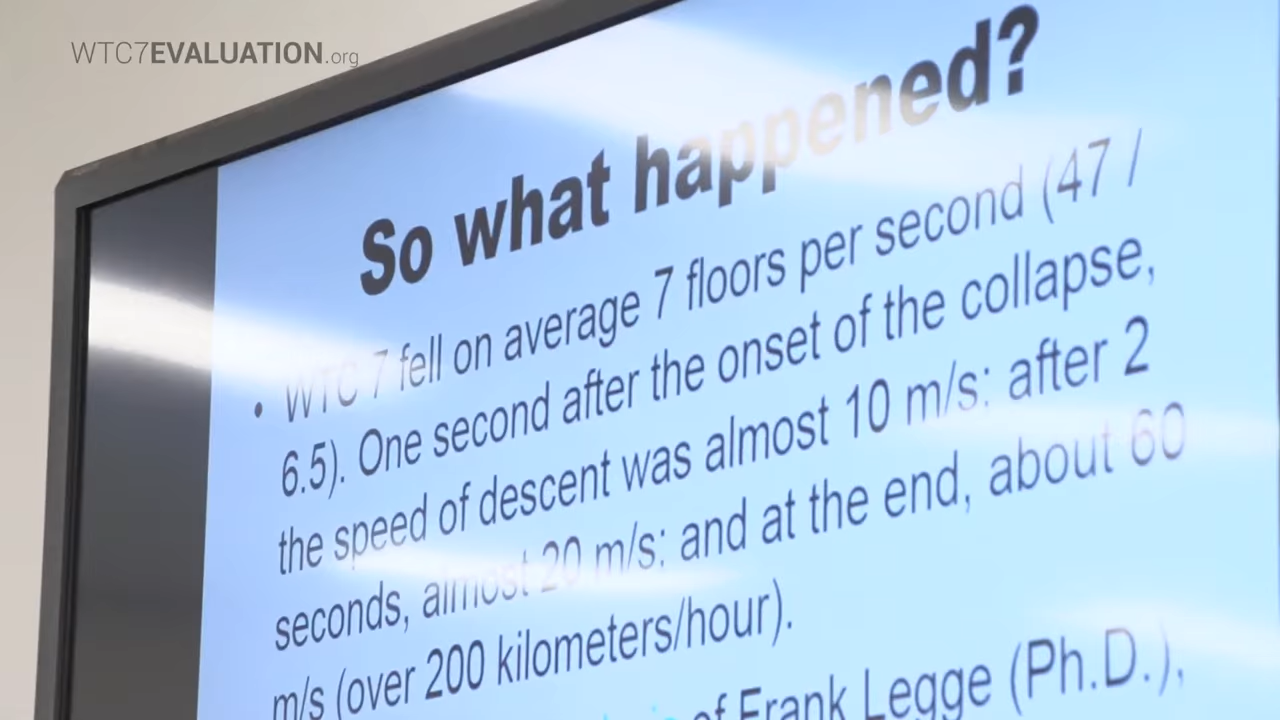 WTC7EVALUATION.org
So what happened?
• WTC 7 fell on average 7 floors per second (47 /
6.5). One second after the onset of the collapse,
the speed of descent was almost 10 m/s: after 2
seconds, almost 20 m/s: and at the end, about 60
m/s (over 200 kilometers/hour).
of Frank Legge (Ph.D.),